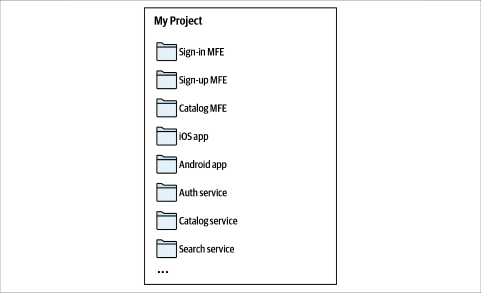 My Project
Sign-in MFE
Sign-up MFE
Catalog MFE
iOS app
Android app
Auth service
Catalog service
Search service
...